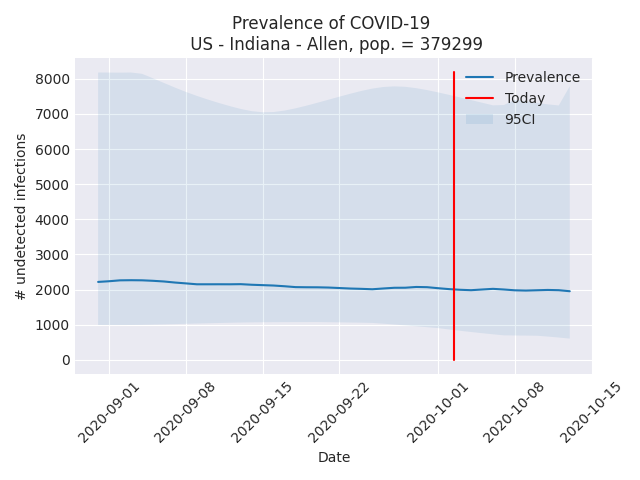 Prevalence of COVID-19
US - Indiana - Allen, pop. = 379299
Prevalence
Today
95CI
8000
7000
6000
5000
4000
3000
2000
1000
0
# undetected infections
2020-09-01
2020-09-08
2020-09-15
2020-09-22
2020-10-01
2020-10-08
2020-10-15
Date